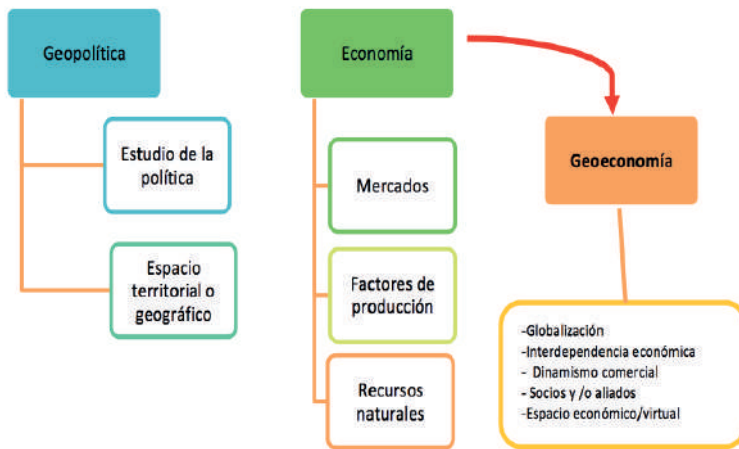 Geopolítica
Estudio de la
política
Espacio
territorial o
geográfico
Economía
Mercados
Factores de
producción
Recursos
naturales
Geoeconomía
-Globalización
-Interdependencia económica
- Dinamismo comercial
- Socios y /o aliados
-Espacio económico/virtual